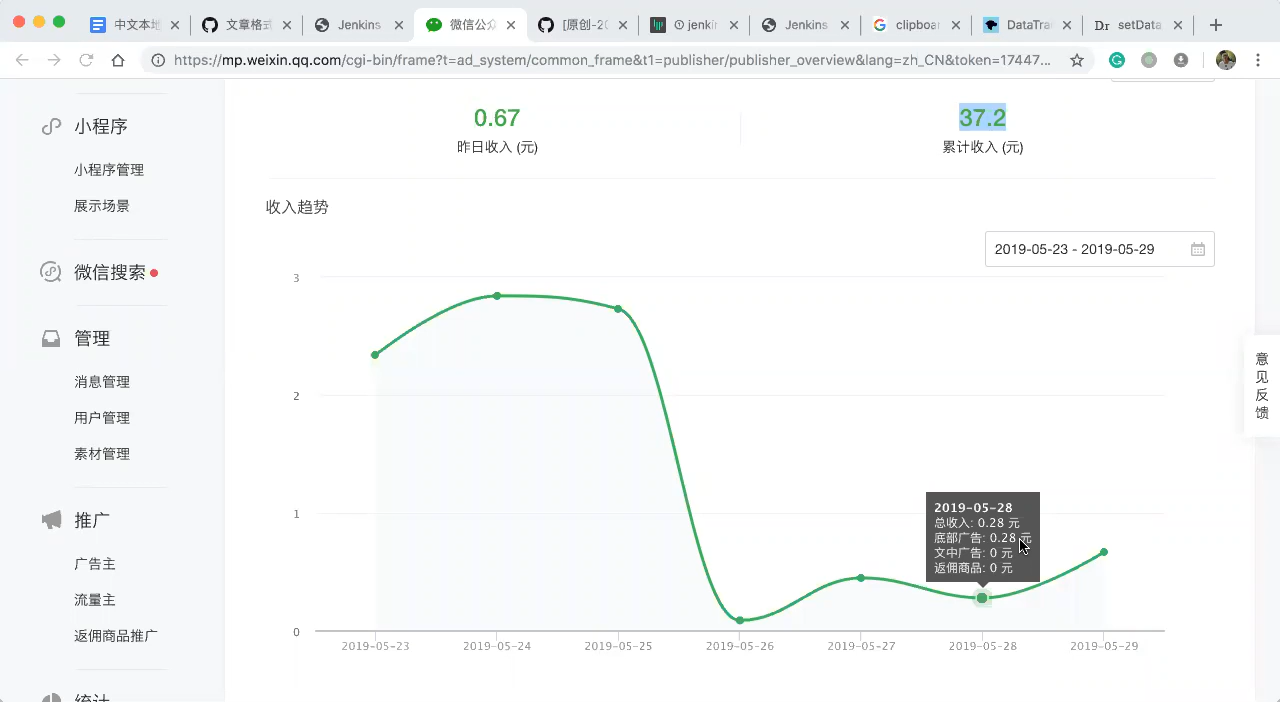 中文本地
文章格式
Jenkins
微信公众
[原创-20
jenkin
Jenkins
clipboar
DataTra
Dr setData
https://mp.weixin.qq.com/cgi-bin/frame?t=ad_system/common_frame&t1=publisher/publisher_overview&lang=zh_CN&token=17447...
小程序
小程序管理
展示场景
微信搜索
管理
消息管理
用户管理
素材管理
推广
广告主
流量主
返佣商品推广
统计
0.67
昨日收入 (元)
37.2
累计收入 (元)
收入趋势
2019-05-23 - 2019-05-29
3
2
1
0
2019-05-28
总收入: 0.28 元
底部广告: 0.28 元
文中广告: 0 元
返佣商品: 0 元
2019-05-23
2019-05-24
2019-05-25
2019-05-26
2019-05-27
2019-05-28
2019-05-29
意见反馈